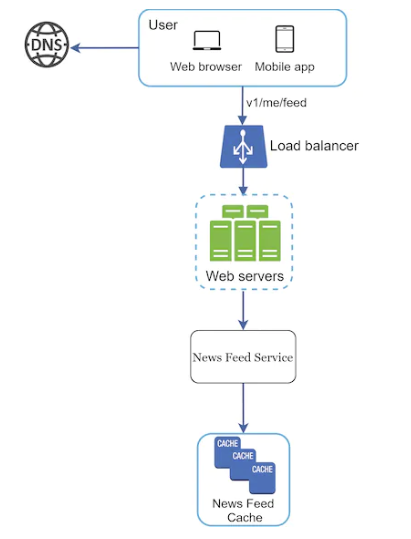 DNS
User
Web browser
Mobile app
v1/me/feed
Load balancer
Web servers
News Feed Service
CACHE
CACHE
CACHE
News Feed
Cache